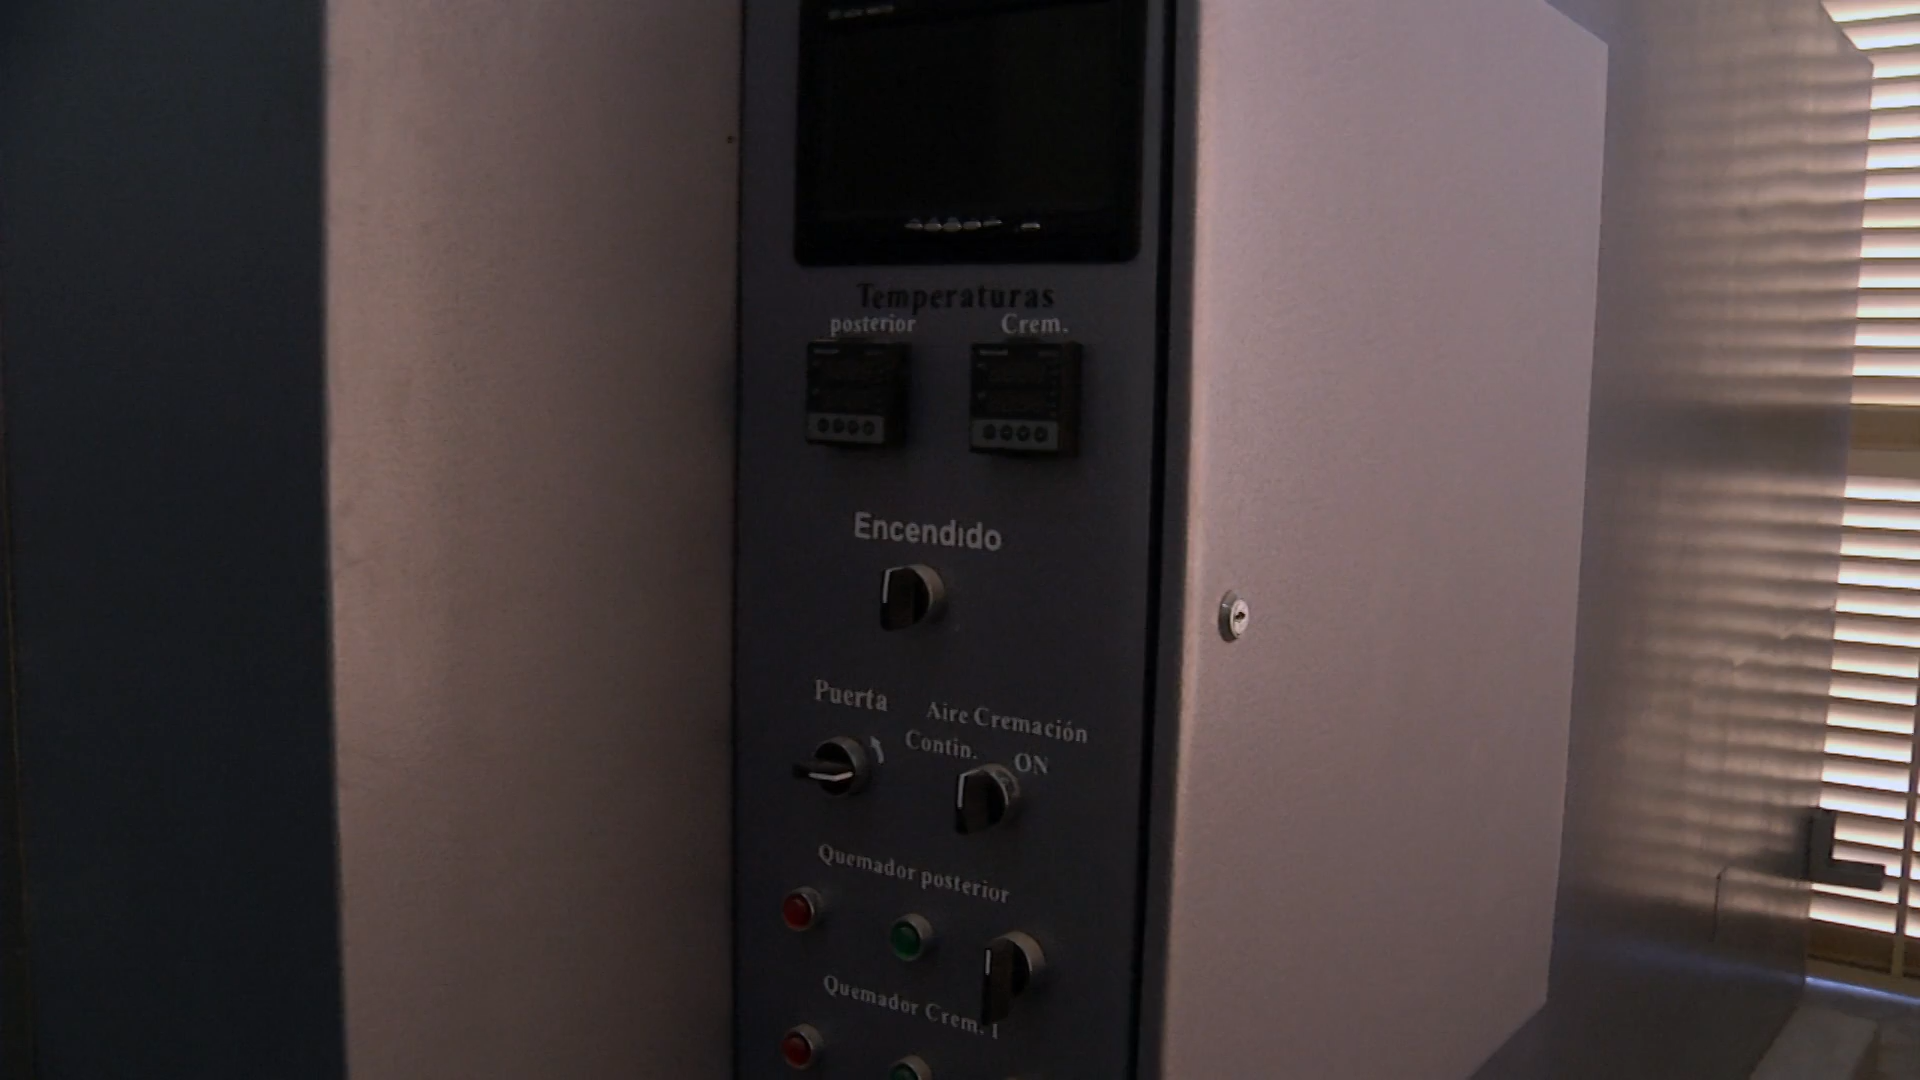 Temperaturas
posterior Crem.
Encendido
Puerta
Aire Cremación
Contin. ON
Quemador posterior
Quemador Crem. 1